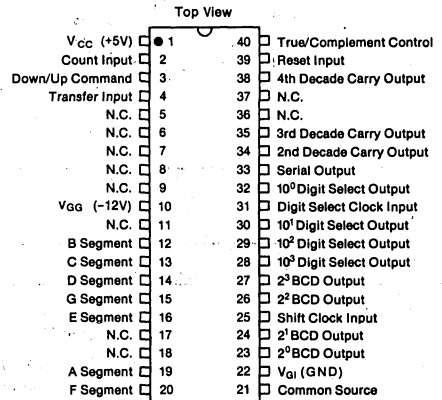 Top View
Vcc (+5V) 1 40 True/Complement Control
Count Input 2 39 Reset Input
Down/Up Command 3 38 4th Decade Carry Output
Transfer Input 4 37 N.C.
N.C. 5 36 N.C.
N.C. 6 35 3rd Decade Carry Output
N.C. 7 34 2nd Decade Carry Output
N.C. 8 33 Serial Output
N.C. 9 32 10⁰ Digit Select Output
VGG (-12V) 10 31 Digit Select Clock Input
N.C. 11 30 10¹ Digit Select Output
B Segment 12 29 10² Digit Select Output
C Segment 13 28 10³ Digit Select Output
D Segment 14 27 2³ BCD Output
G Segment 15 26 2² BCD Output
E Segment 16 25 Shift Clock Input
N.C. 17 24 2¹ BCD Output
N.C. 18 23 2⁰ BCD Output
A Segment 19 22 VGI (GND)
F Segment 20 21 Common Source